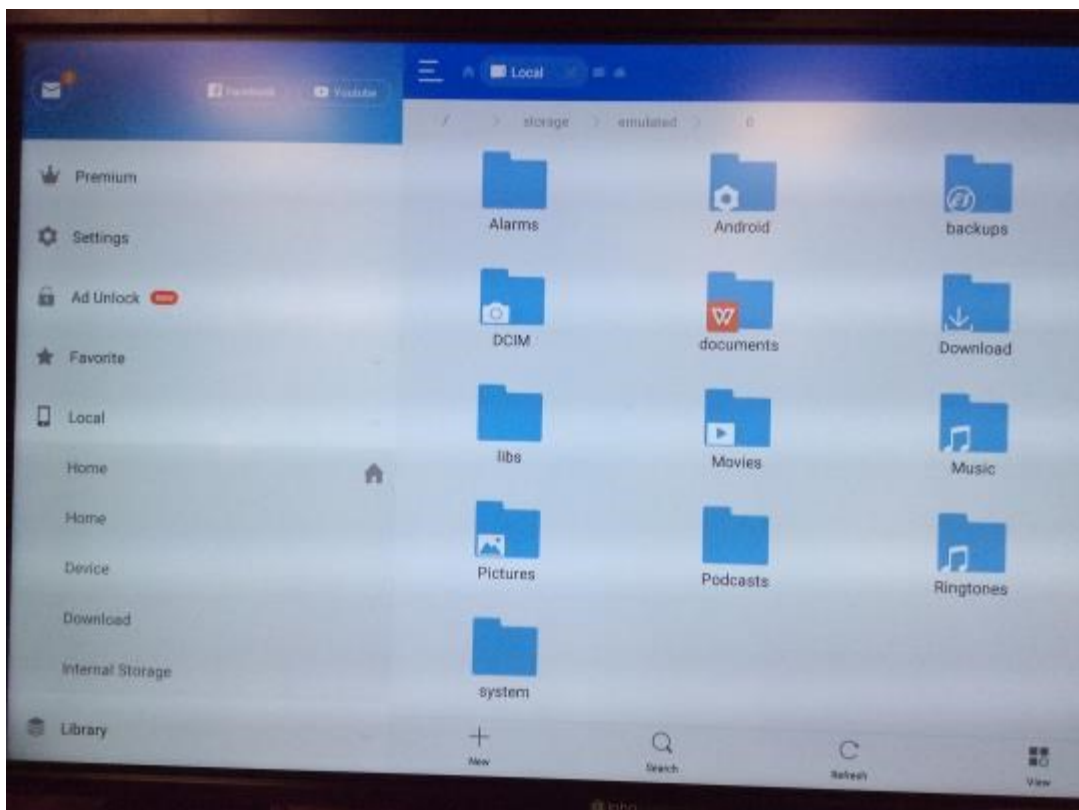 Facebook
Youtube
Local
/ > storage > emulated > 0
Premium
Settings
Ad Unlock
Favorite
Local
Home
Home
Device
Download
Internal Storage
Library
Alarms
Android
backups
DCIM
documents
Download
libs
Movies
Music
Pictures
Podcasts
Ringtones
system
New
Search
Refresh
View